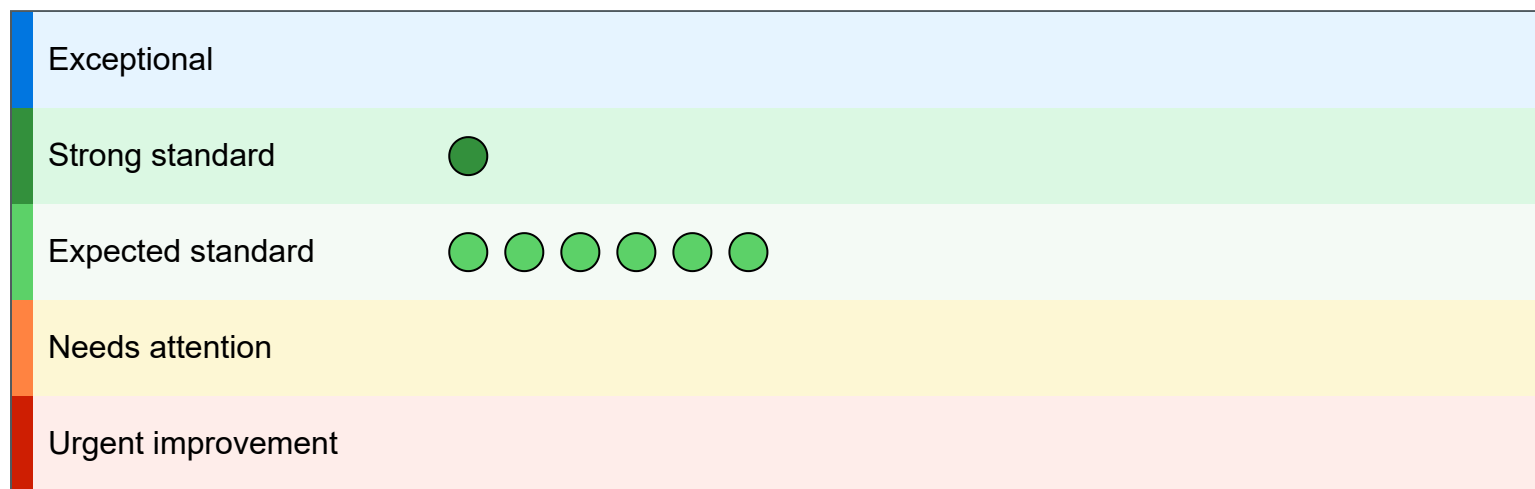 Exceptional
Strong standard
Expected standard
Needs attention
Urgent improvement